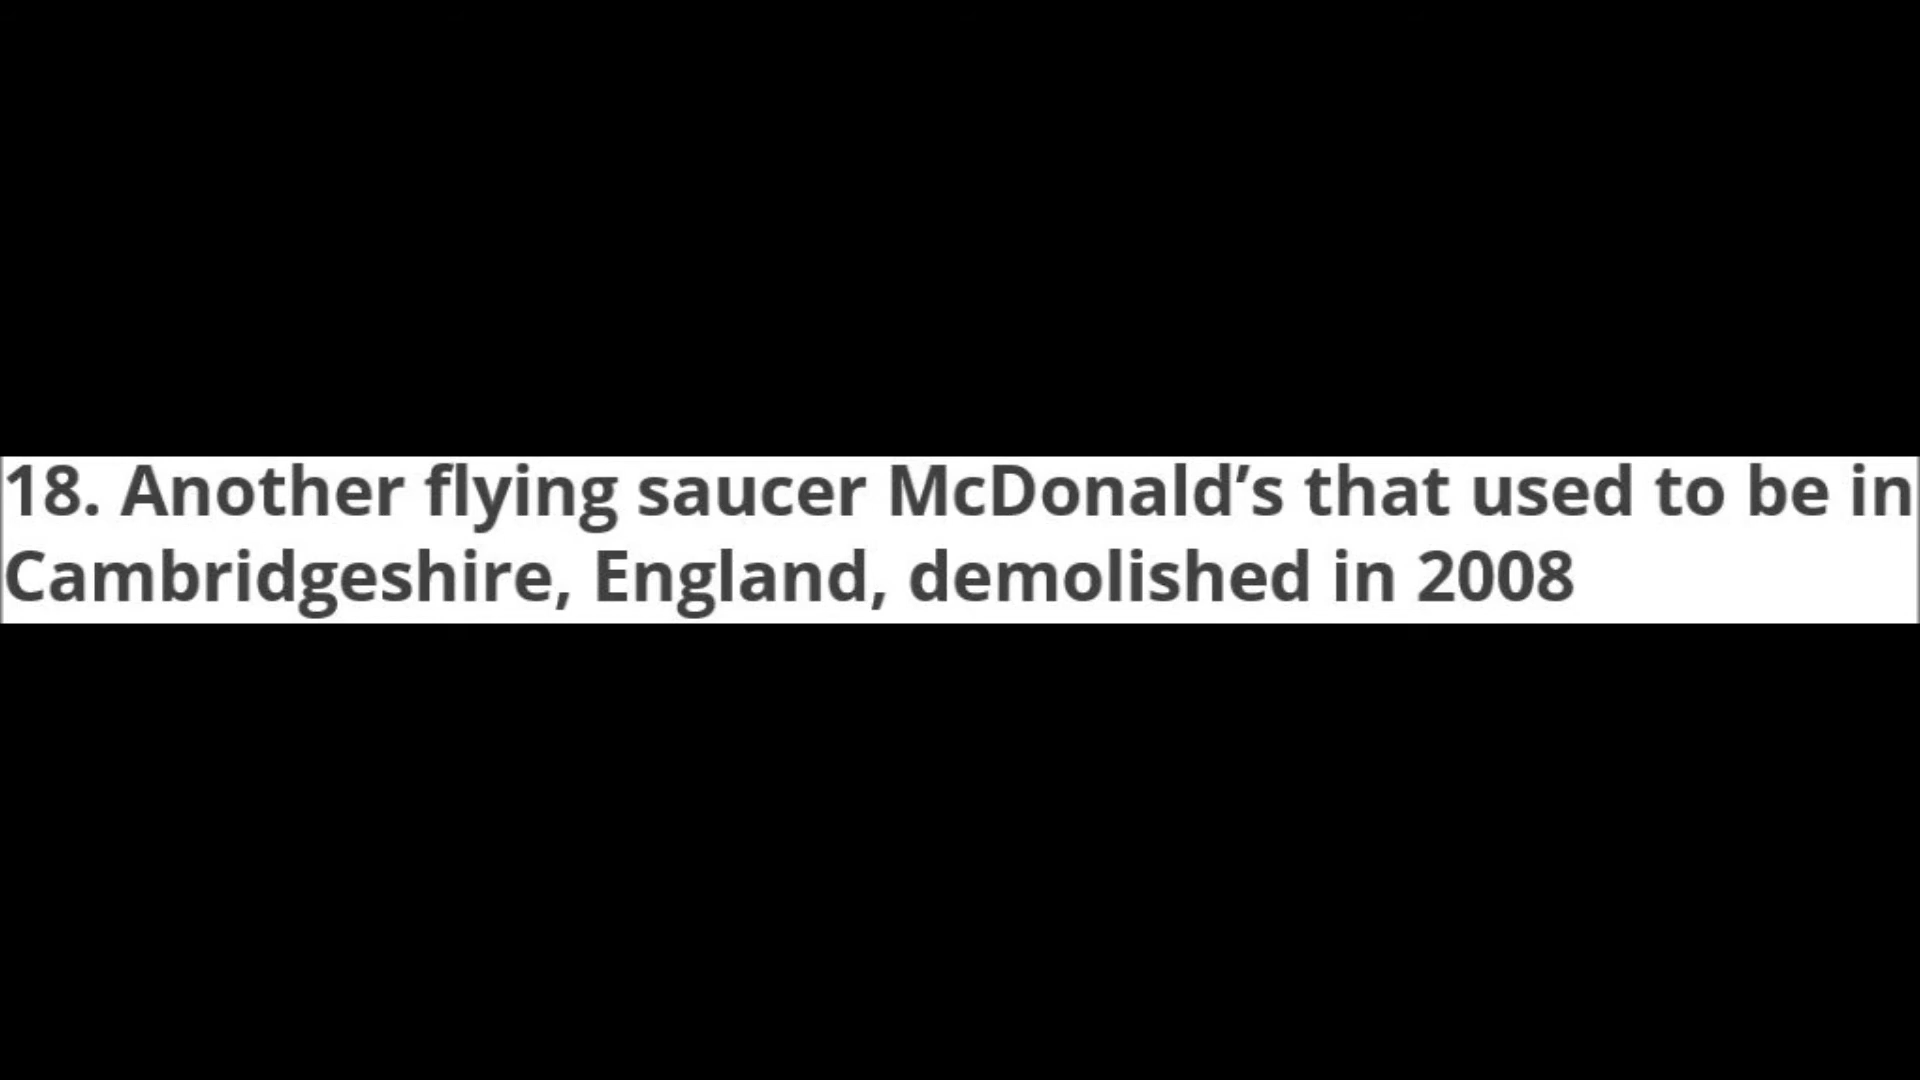 18. Another flying saucer McDonald’s that used to be in
Cambridgeshire, England, demolished in 2008